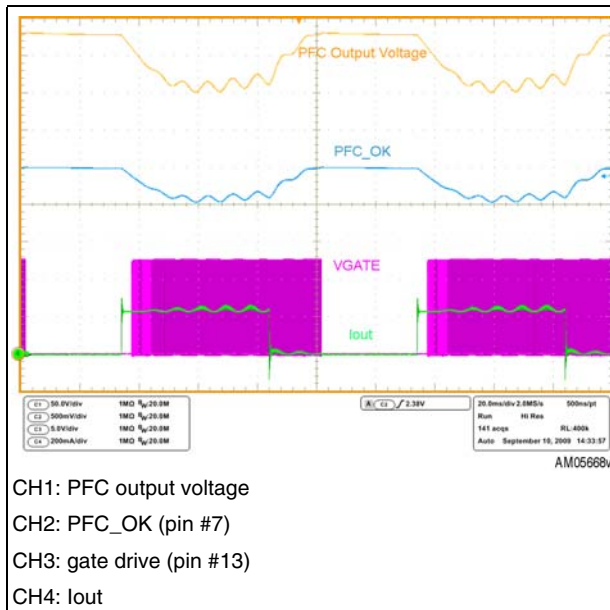 PFC Output Voltage
PFC_OK
VGATE
Iout
C1 50.0V/div 1MΩ BW:20.0M
C2 500mV/div 1MΩ BW:20.0M
C3 5.0V/div 1MΩ BW:20.0M
C4 200mA/div 1MΩ BW:20.0M
A C2 2.38V
20.0ms/div 2.0MS/s 500ns/pt
Run Hi Res
141 acqs RL:400k
Auto September 10, 2009 14:33:57
AM05668v
CH1: PFC output voltage
CH2: PFC_OK (pin #7)
CH3: gate drive (pin #13)
CH4: Iout